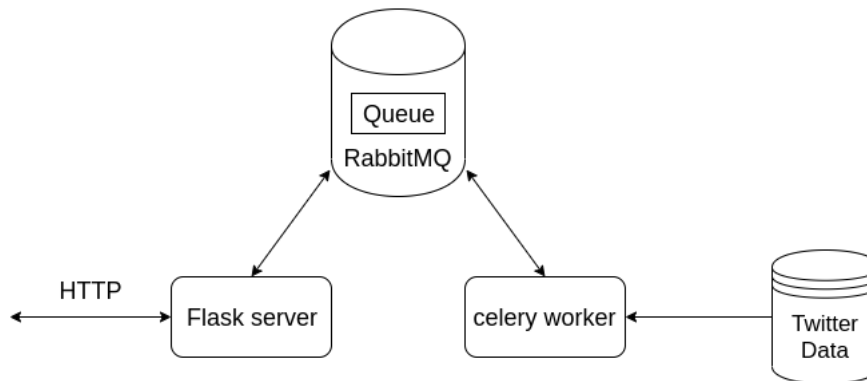 Queue
RabbitMQ
HTTP
Flask server
celery worker
Twitter
Data